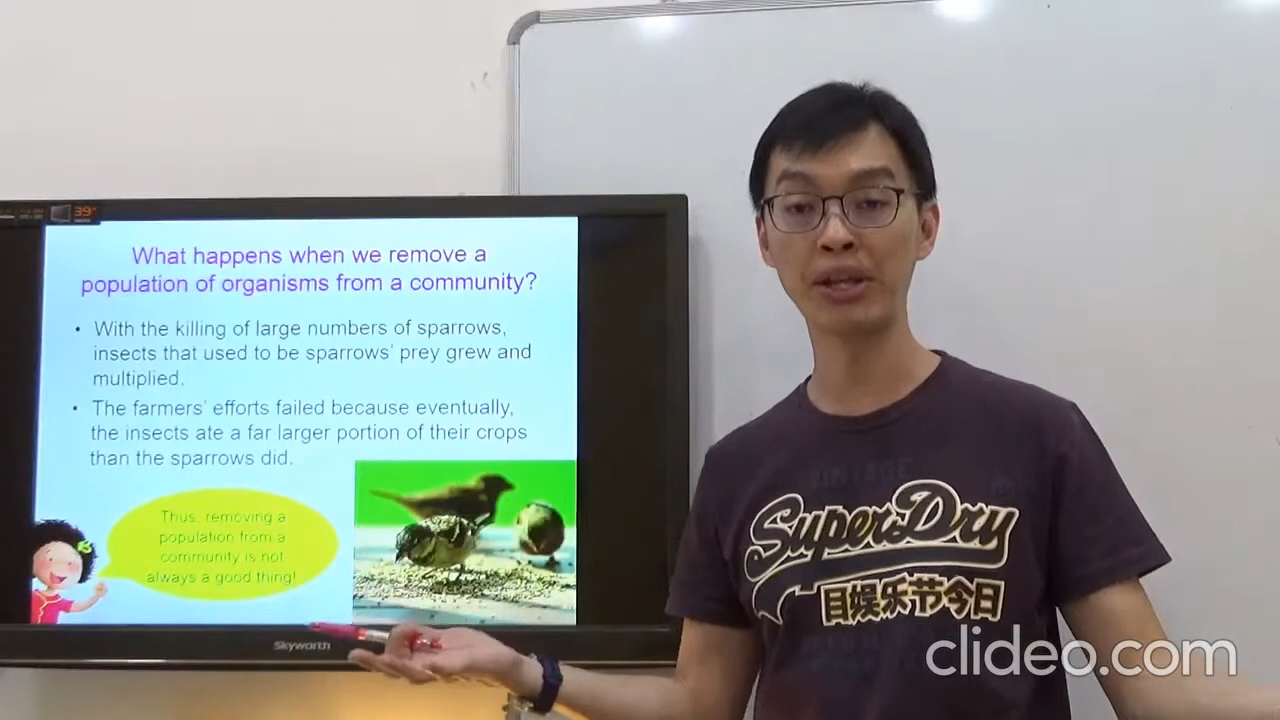 39"
What happens when we remove a
population of organisms from a community?
• With the killing of large numbers of sparrows,
insects that used to be sparrows' prey grew and
multiplied.
• The farmers' efforts failed because eventually,
the insects ate a far larger portion of their crops
than the sparrows did.
Thus, removing a
population from a
community is not
always a good thing!
Skyworth
VINTAGE
SuperDry
目娱乐节今日
clideo.com